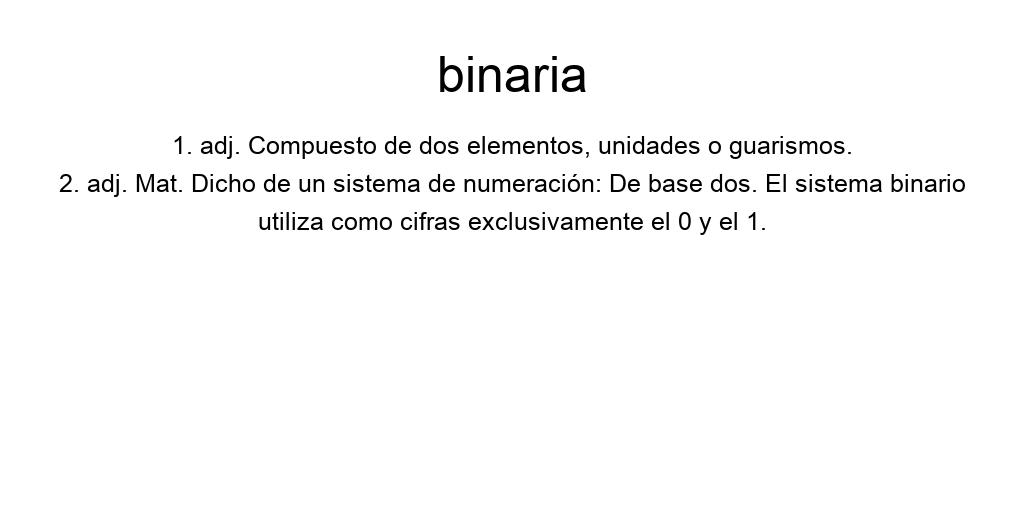 binaria
1. adj. Compuesto de dos elementos, unidades o guarismos.
2. adj. Mat. Dicho de un sistema de numeración: De base dos. El sistema binario
utiliza como cifras exclusivamente el 0 y el 1.